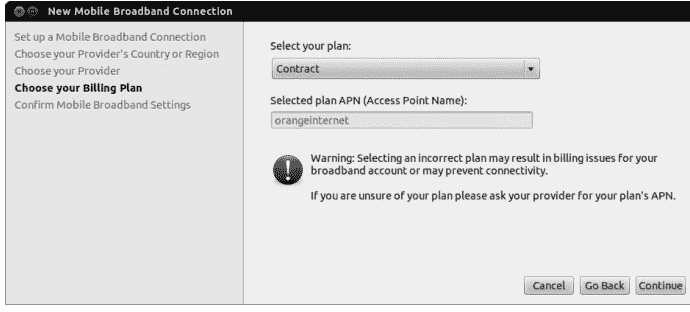 New Mobile Broadband Connection
Set up a Mobile Broadband Connection
Choose your Provider's Country or Region
Choose your Provider
Choose your Billing Plan
Confirm Mobile Broadband Settings
Select your plan:
Contract
Selected plan APN (Access Point Name):
orangeinternet
Warning: Selecting an incorrect plan may result in billing issues for your
broadband account or may prevent connectivity.
If you are unsure of your plan please ask your provider for your plan's APN.
Cancel Go Back Continue